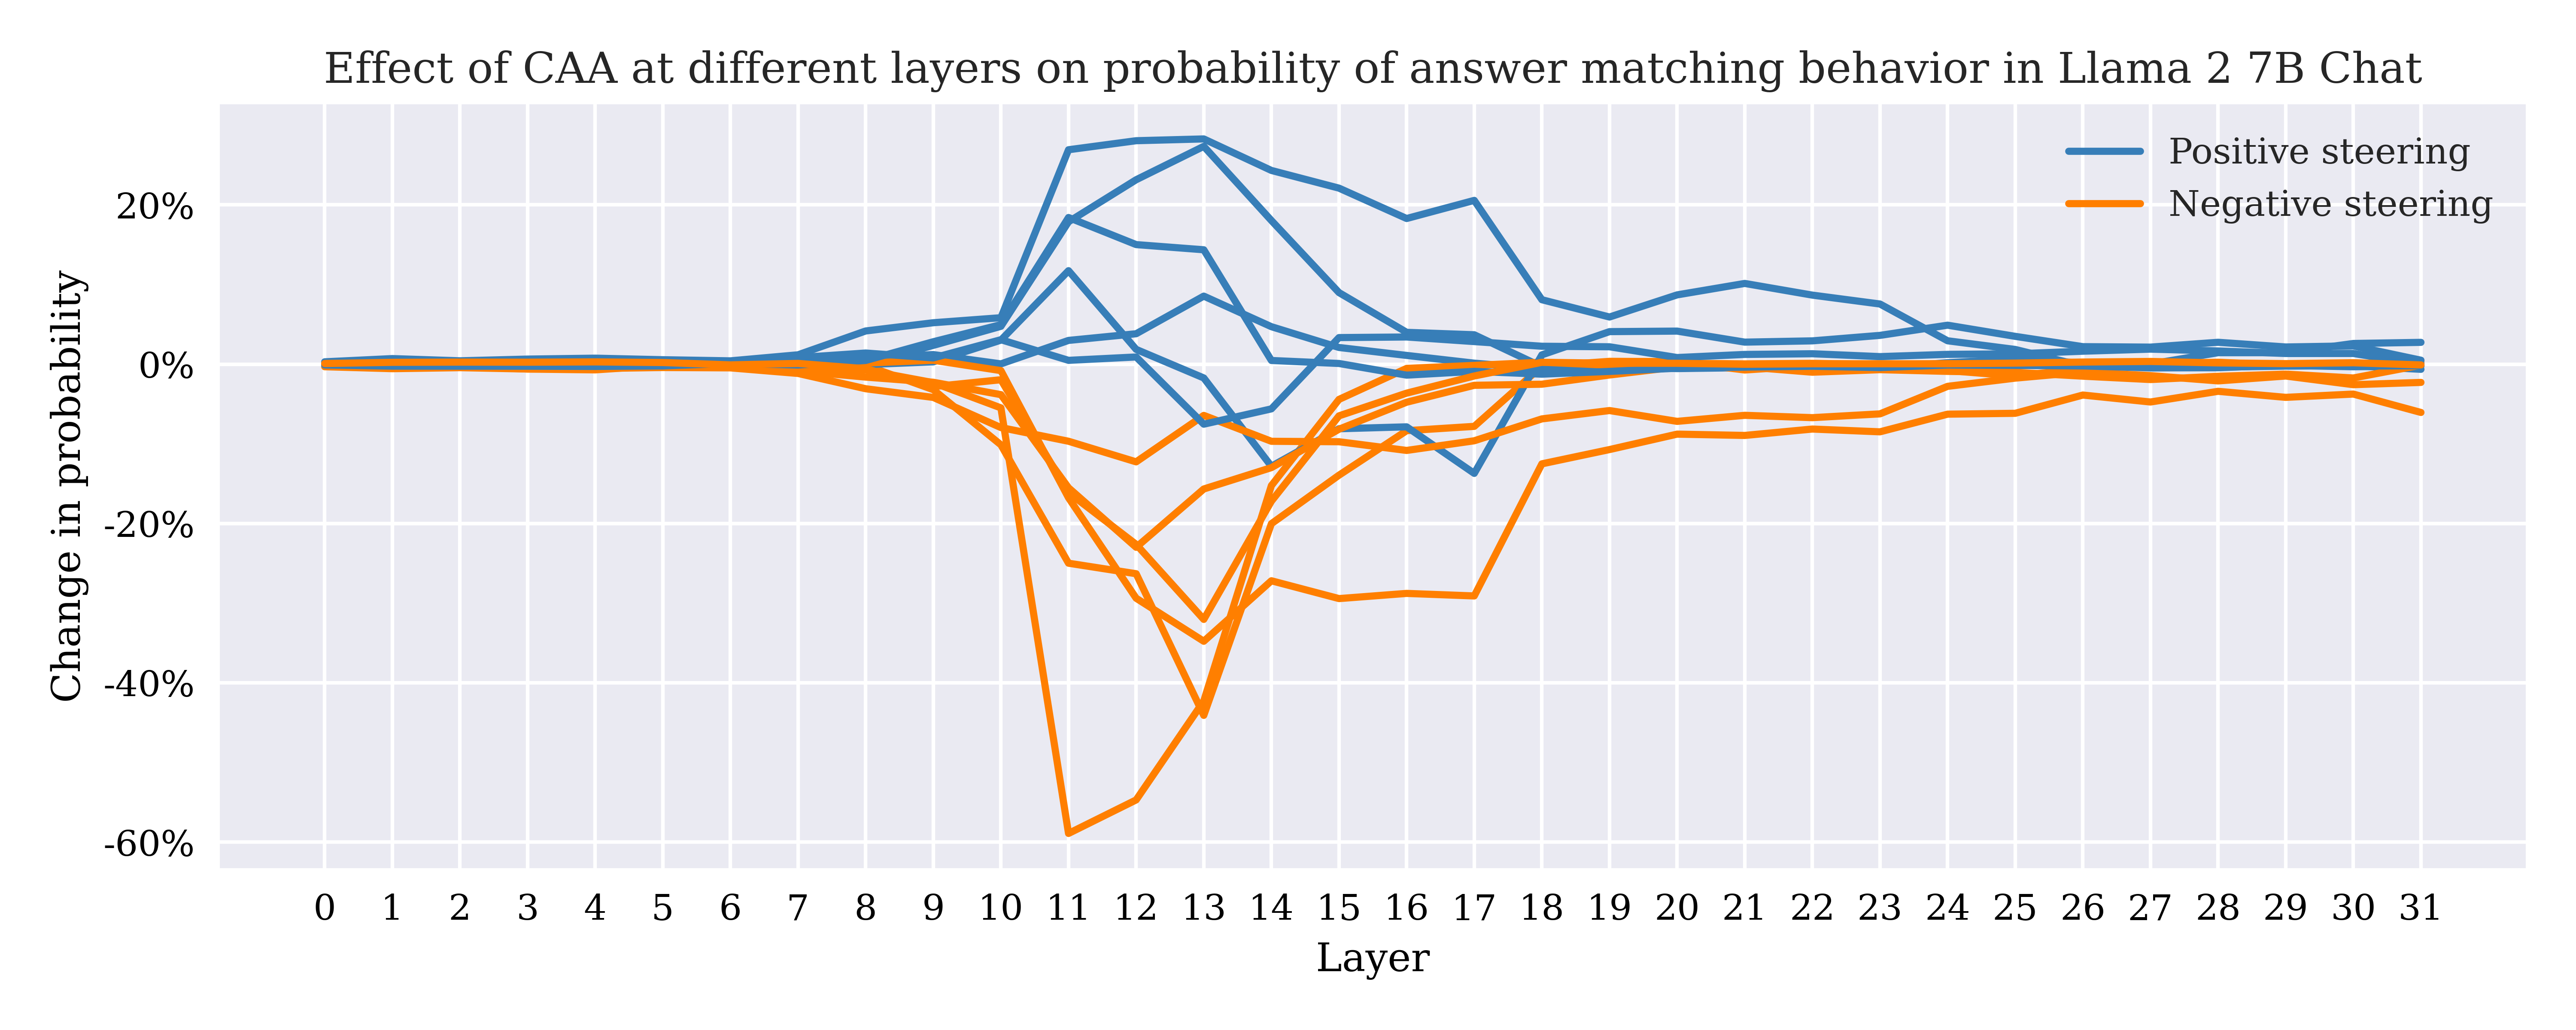 Effect of CAA at different layers on probability of answer matching behavior in Llama 2 7B Chat
Positive steering
Negative steering
20%
0%
-20%
-40%
-60%
Change in probability
0 1 2 3 4 5 6 7 8 9 10 11 12 13 14 15 16 17 18 19 20 21 22 23 24 25 26 27 28 29 30 31
Layer